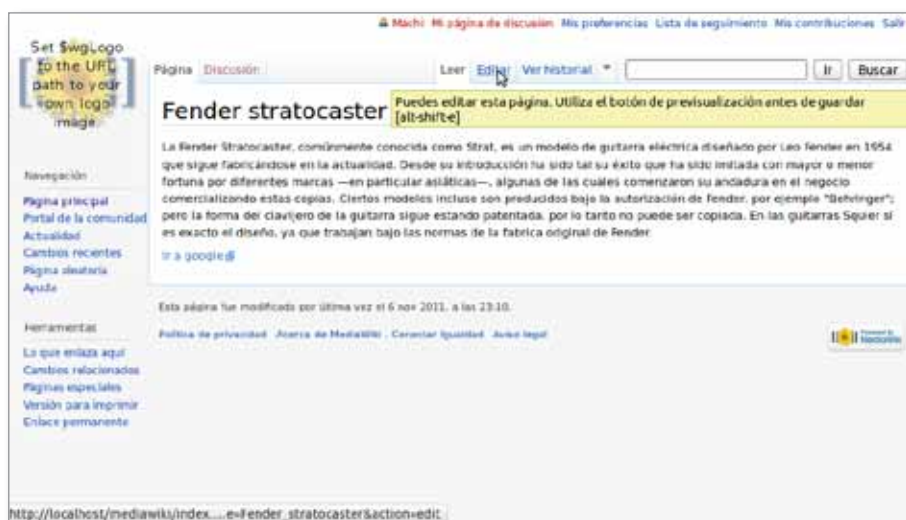 Machi Mi página de discusión Mis preferencias Lista de seguimiento Mis contribuciones Salir
Set $wgLogo
to the URL
path to your
own logo
image.
Página Discusión Leer Editar Ver historial Ir Buscar
Fender stratocaster
Puedes editar esta página. Utiliza el botón de previsualización antes de guardar
[alt-shift-e]
La Fender Stratocaster, comúnmente conocida como Strat, es un modelo de guitarra eléctrica diseñado por Leo Fender en 1954
que sigue fabricándose en la actualidad. Desde su introducción ha sido tal su éxito que ha sido imitada con mayor o menor
fortuna por diferentes marcas —en particular asiáticas—, algunas de las cuales comenzaron su andadura en el negocio
comercializando estas copias. Ciertos modelos incluse son producidos bajo la autorización de Fender, por ejemplo "Behringer";
pero la forma del clavijero de la guitarra sigue estando patentada, por lo tanto no puede ser copiada. En las guitarras Squier si
es exacto el diseño, ya que trabajan bajo las normas de la fabrica original de Fender.
Ir a google
Esta página fue modificada por última vez el 6 nov 2011, a las 23:10.
Política de privacidad Acerca de MediaWiki . Conectar Igualdad Aviso legal
Powered by
MediaWiki
Navegación
Página principal
Portal de la comunidad
Actualidad
Cambios recientes
Página aleatoria
Ayuda
Herramientas
Lo que enlaza aquí
Cambios relacionados
Páginas especiales
Versión para imprimir
Enlace permanente
http://localhost/mediawiki/index....e=Fender_stratocaster&action=edit